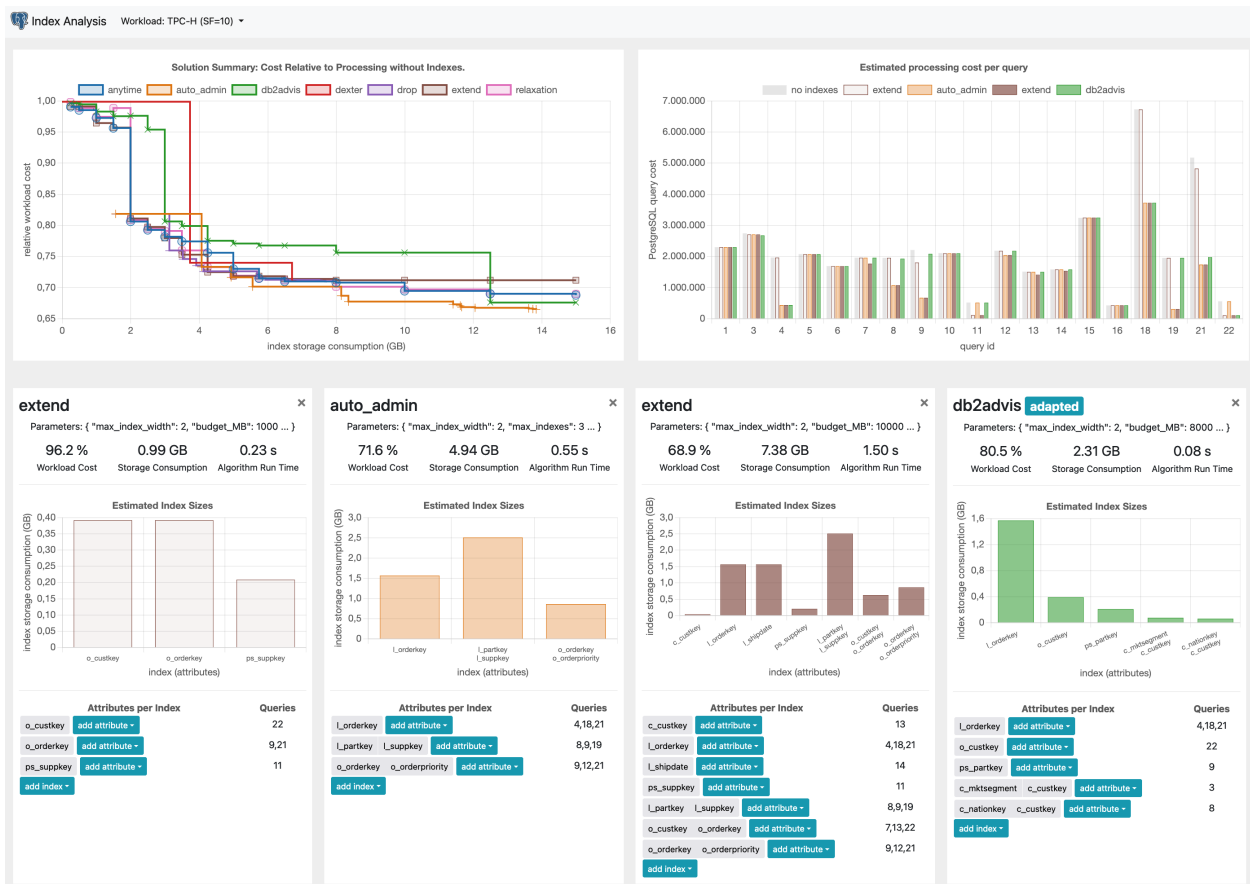 Index Analysis Workload: TPC-H (SF=10)
Solution Summary: Cost Relative to Processing without Indexes.
anytime auto_admin db2advis dexter drop extend relaxation
1,00
0,95
0,90
0,85
0,80
0,75
0,70
0,65
relative workload cost
0 2 4 6 8 10 12 14 16
index storage consumption (GB)
Estimated processing cost per query
no indexes extend auto_admin extend db2advis
7.000.000
6.000.000
5.000.000
4.000.000
3.000.000
2.000.000
1.000.000
0
PostgreSQL query cost
1 3 4 5 6 7 8 9 10 11 12 13 14 15 16 18 19 21 22
query id
extend ×
Parameters: { "max_index_width": 2, "budget_MB": 1000 ... }
96.2 % 0.99 GB 0.23 s
Workload Cost Storage Consumption Algorithm Run Time
Estimated Index Sizes
0,40
0,35
0,30
0,25
0,20
0,15
0,10
0,05
0
index storage consumption (GB)
o_custkey o_orderkey ps_suppkey
index (attributes)
Attributes per Index Queries
o_custkey add attribute 22
o_orderkey add attribute 9,21
ps_suppkey add attribute 11
add index
auto_admin ×
Parameters: { "max_index_width": 2, "max_indexes": 3 ... }
71.6 % 4.94 GB 0.55 s
Workload Cost Storage Consumption Algorithm Run Time
Estimated Index Sizes
3,0
2,5
2,0
1,5
1,0
0,5
0
index storage consumption (GB)
l_orderkey l_partkey o_orderkey
l_suppkey o_orderpriority
index (attributes)
Attributes per Index Queries
l_orderkey add attribute 4,18,21
l_partkey l_suppkey add attribute 8,9,19
o_orderkey o_orderpriority add attribute 9,12,21
add index
extend ×
Parameters: { "max_index_width": 2, "budget_MB": 10000 ... }
68.9 % 7.38 GB 1.50 s
Workload Cost Storage Consumption Algorithm Run Time
Estimated Index Sizes
3,0
2,5
2,0
1,5
1,0
0,5
0
index storage consumption (GB)
c_custkey l_orderkey l_shipdate ps_suppkey l_partkey o_custkey o_orderkey
l_suppkey o_orderkey o_orderpriority
index (attributes)
Attributes per Index Queries
c_custkey add attribute 13
l_orderkey add attribute 4,18,21
l_shipdate add attribute 14
ps_suppkey add attribute 11
l_partkey l_suppkey add attribute 8,9,19
o_custkey o_orderkey add attribute 7,13,22
o_orderkey o_orderpriority add attribute 9,12,21
add index
db2advis adapted ×
Parameters: { "max_index_width": 2, "budget_MB": 8000 ... }
80.5 % 2.31 GB 0.08 s
Workload Cost Storage Consumption Algorithm Run Time
Estimated Index Sizes
1,6
1,2
0,8
0,4
0
index storage consumption (GB)
l_orderkey o_custkey ps_partkey c_mktsegment c_nationkey
c_custkey c_custkey
index (attributes)
Attributes per Index Queries
l_orderkey add attribute 4,18,21
o_custkey add attribute 22
ps_partkey add attribute 9
c_mktsegment c_custkey add attribute 3
c_nationkey c_custkey add attribute 8
add index